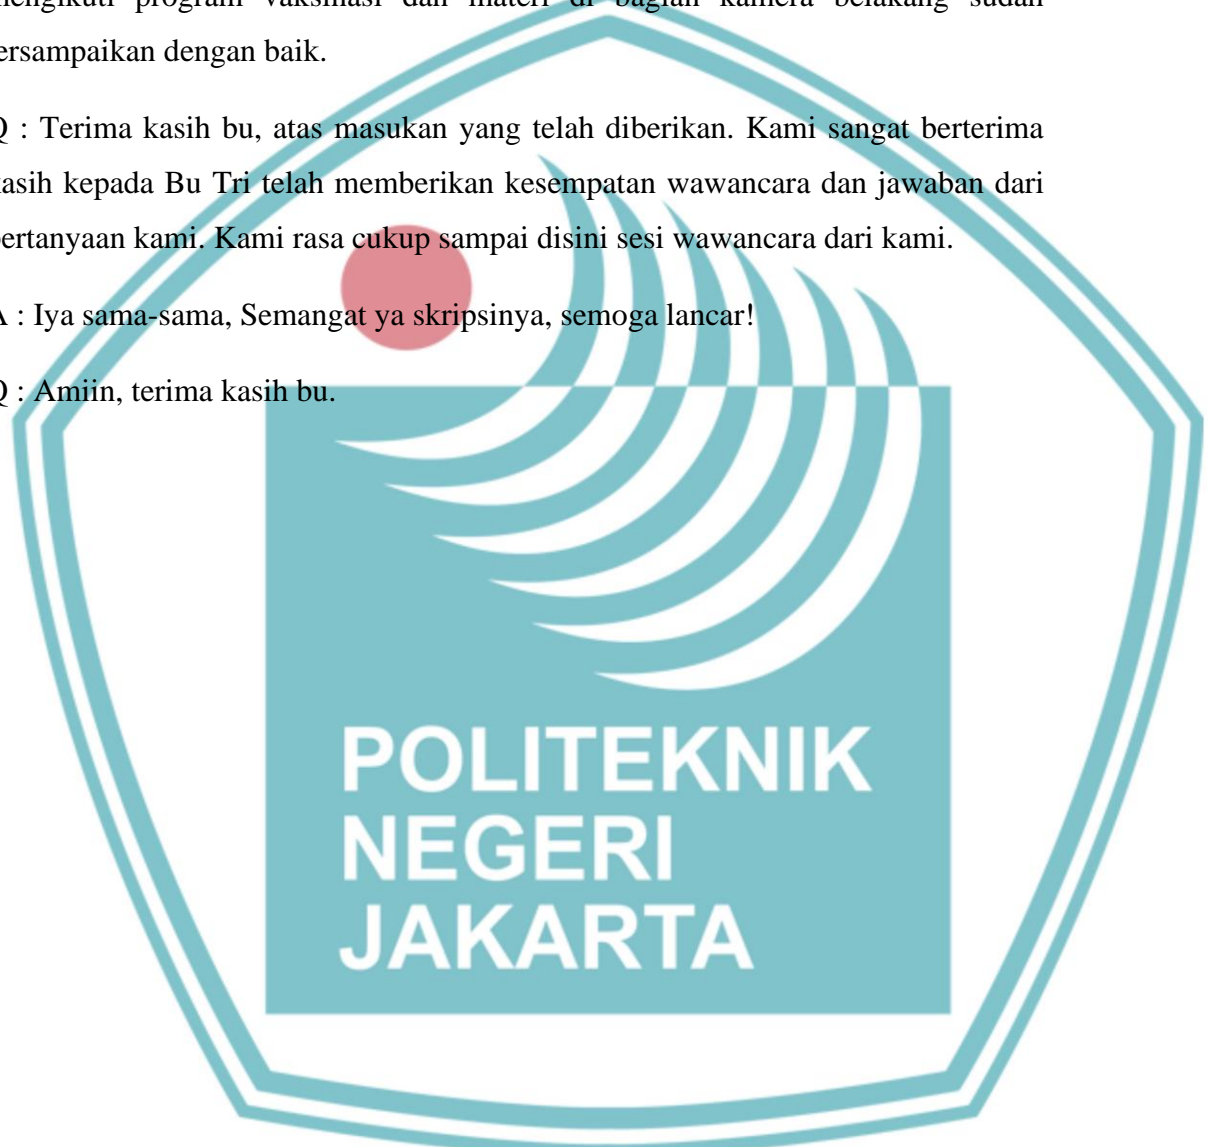 mengikuti program vaksinasi dan materi di bagian kamera belakang sudah
ersampaikan dengan baik.
Q : Terima kasih bu, atas masukan yang telah diberikan. Kami sangat berterima
kasih kepada Bu Tri telah memberikan kesempatan wawancara dan jawaban dari
pertanyaan kami. Kami rasa cukup sampai disini sesi wawancara dari kami.
A : Iya sama-sama, Semangat ya skripsinya, semoga lancar!
Q : Amiin, terima kasih bu.
POLITEKNIK
NEGERI
JAKARTA